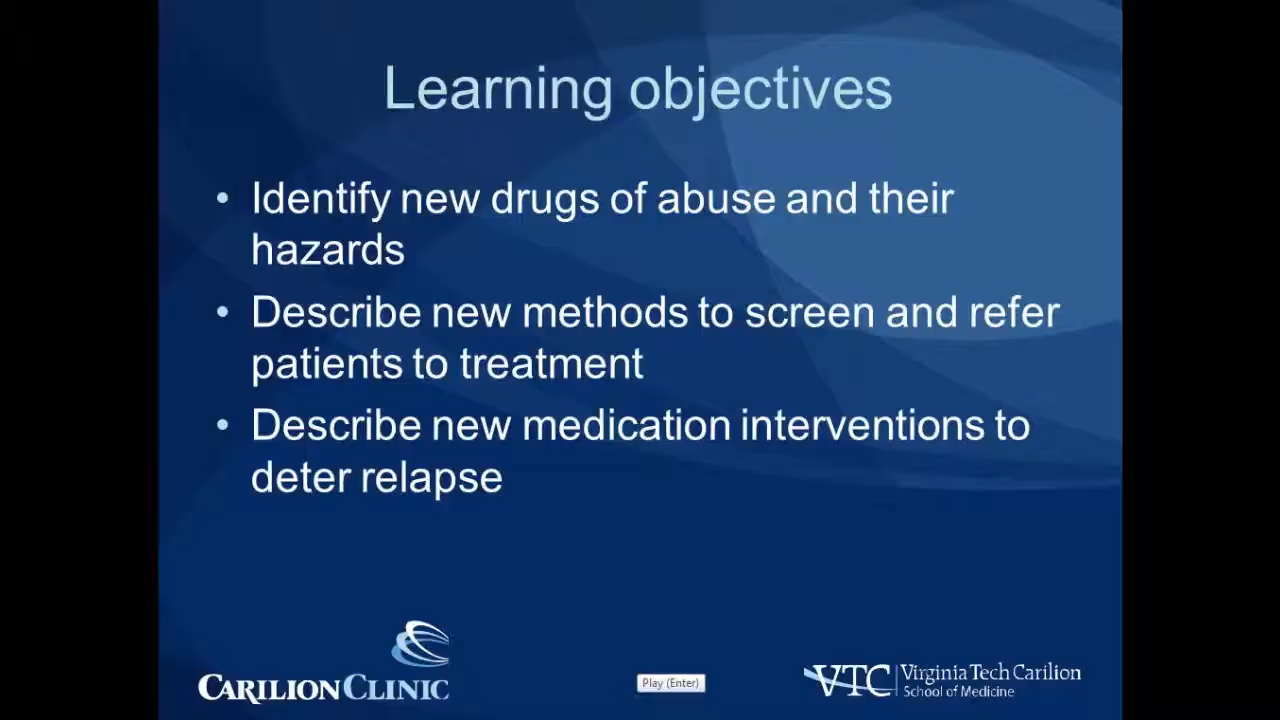 Learning objectives
• Identify new drugs of abuse and their
hazards
• Describe new methods to screen and refer
patients to treatment
• Describe new medication interventions to
deter relapse
CARILION CLINIC
Play (Enter)
VTC Virginia Tech Carilion
School of Medicine